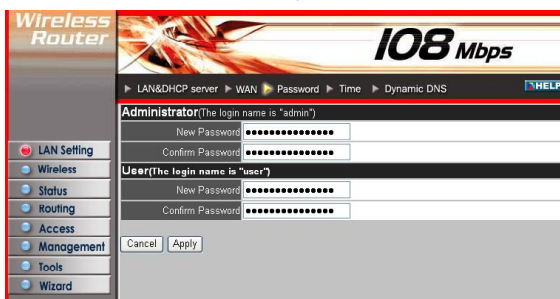 Wireless
Router
108 Mbps
LAN&DHCP server WAN Password Time Dynamic DNS HELP
Administrator(The login name is "admin")
New Password ●●●●●●●●●●●●●●●
Confirm Password ●●●●●●●●●●●●●●●
User(The login name is "user")
New Password ●●●●●●●●●●●●●●●
Confirm Password ●●●●●●●●●●●●●●●
Cancel Apply
LAN Setting
Wireless
Status
Routing
Access
Management
Tools
Wizard